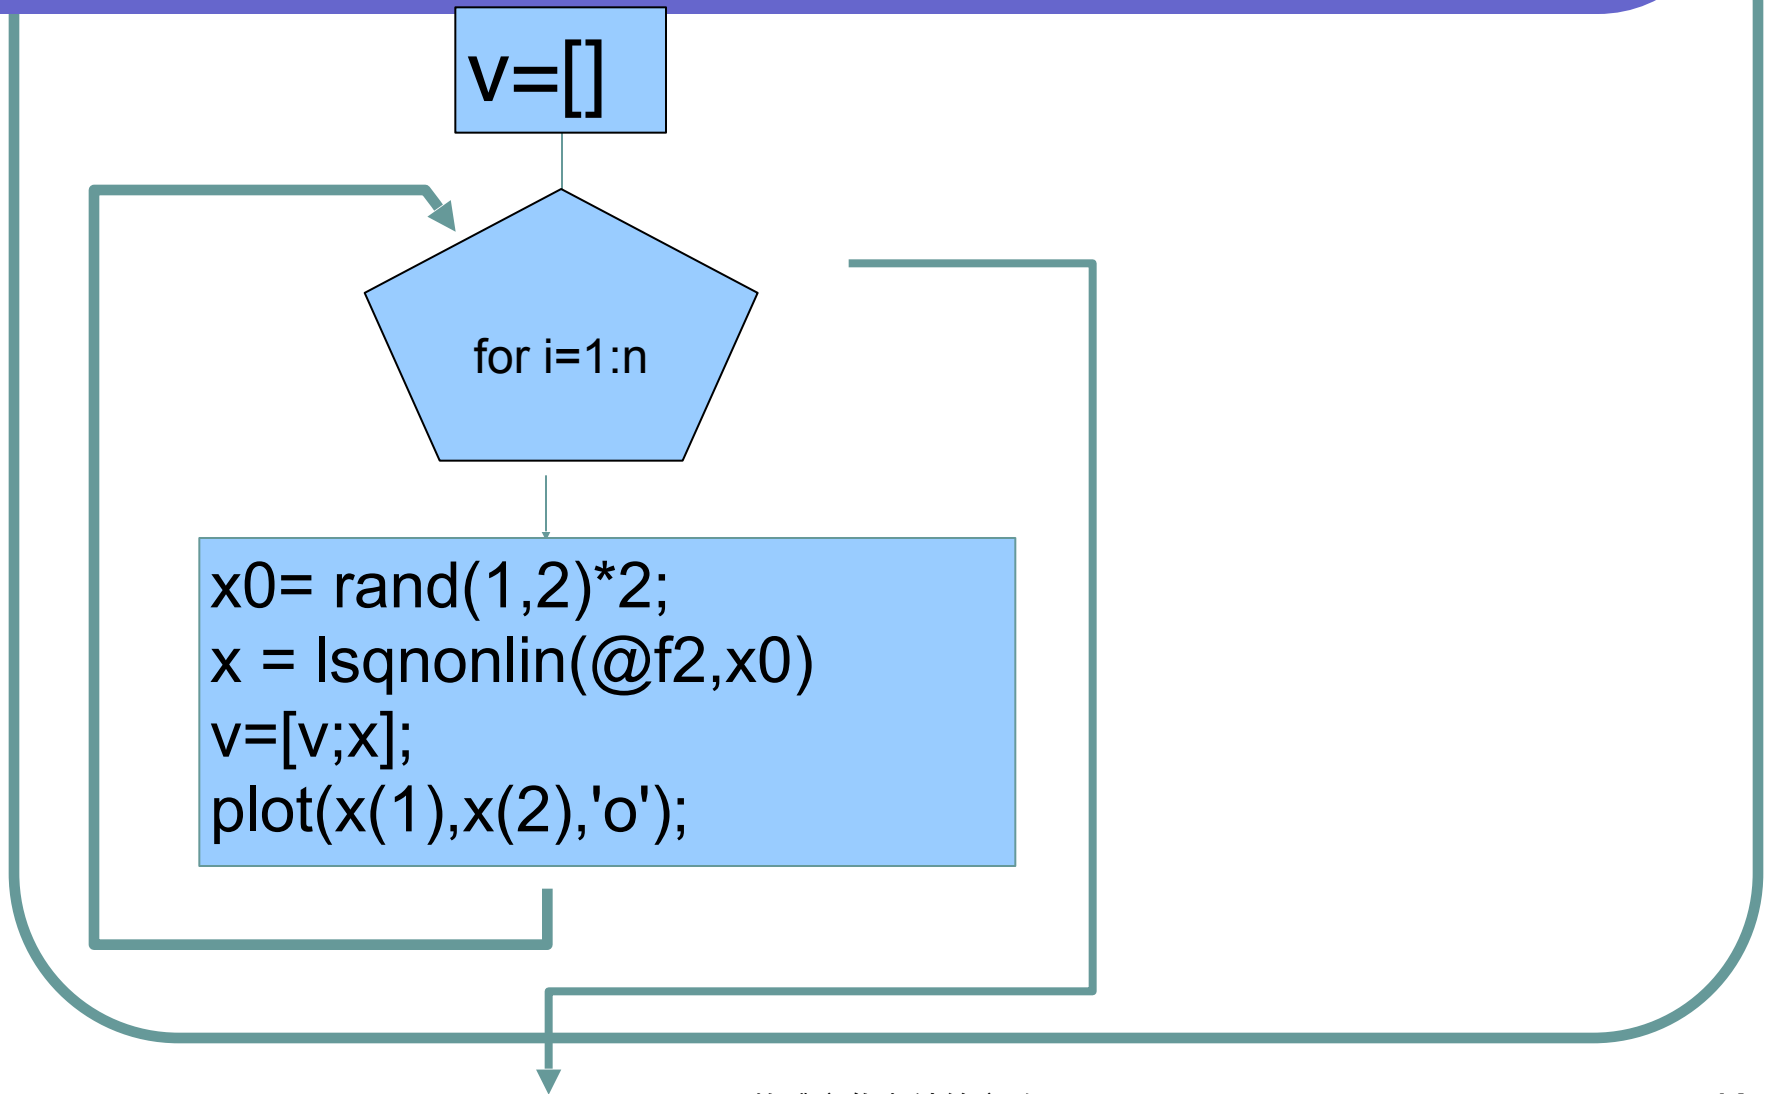 v=[]
for i=1:n
x0= rand(1,2)*2;
x = lsqnonlin(@f2,x0)
v=[v;x];
plot(x(1),x(2),'o');